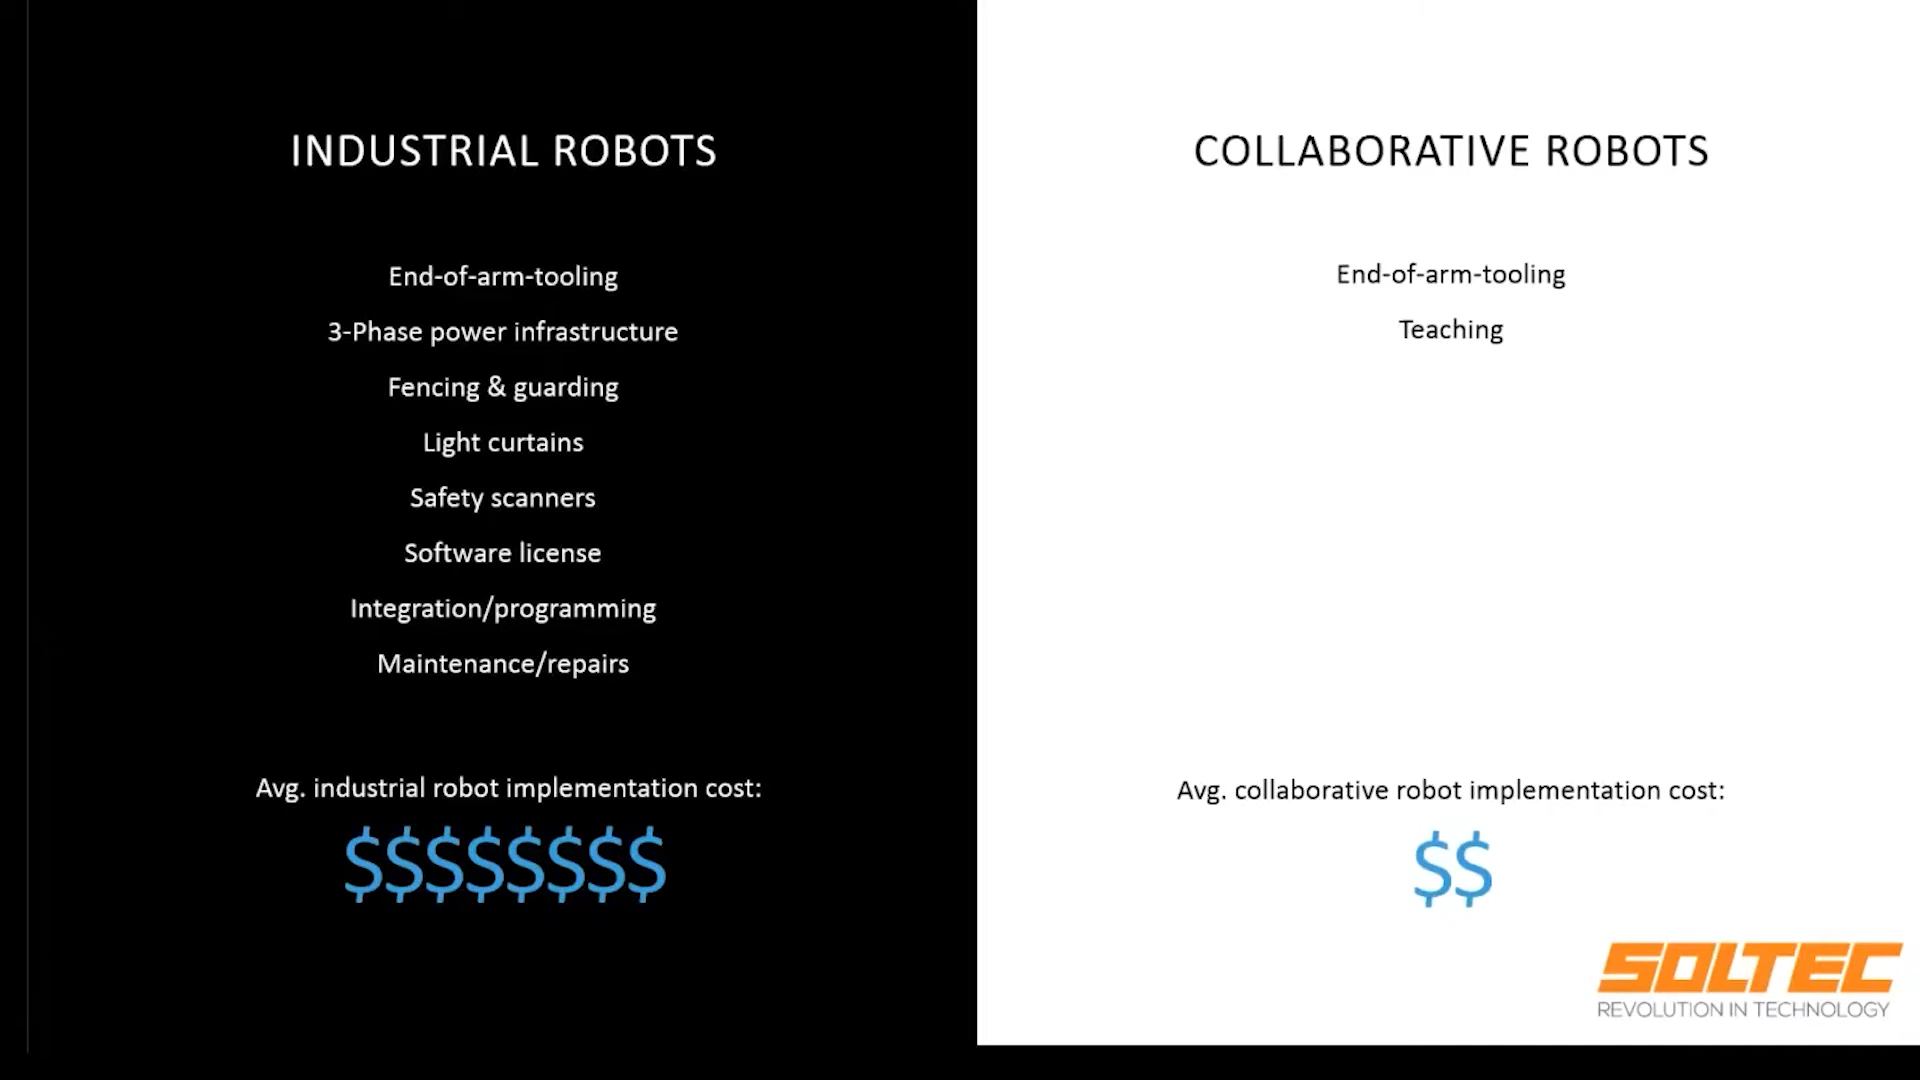 INDUSTRIAL ROBOTS
End-of-arm-tooling
3-Phase power infrastructure
Fencing & guarding
Light curtains
Safety scanners
Software license
Integration/programming
Maintenance/repairs
Avg. industrial robot implementation cost:
$$$$$$$$
COLLABORATIVE ROBOTS
End-of-arm-tooling
Teaching
Avg. collaborative robot implementation cost:
$$
SOLTEC
REVOLUTION IN TECHNOLOGY